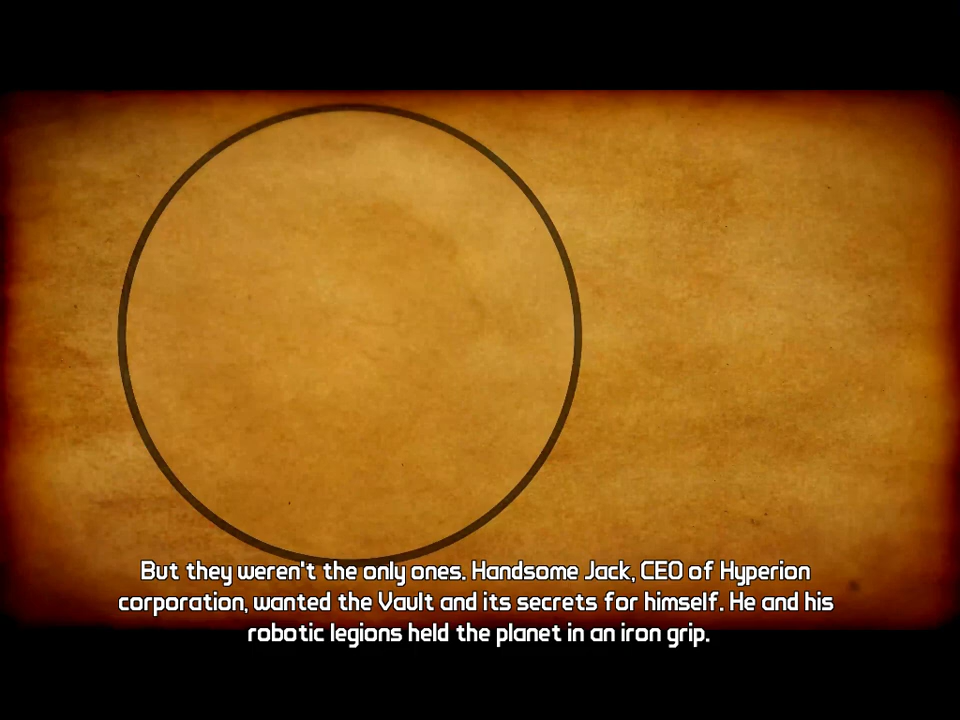 But they weren't the only ones. Handsome Jack, CEO of Hyperion
corporation, wanted the Vault and its secrets for himself. He and his
robotic legions held the planet in an iron grip.